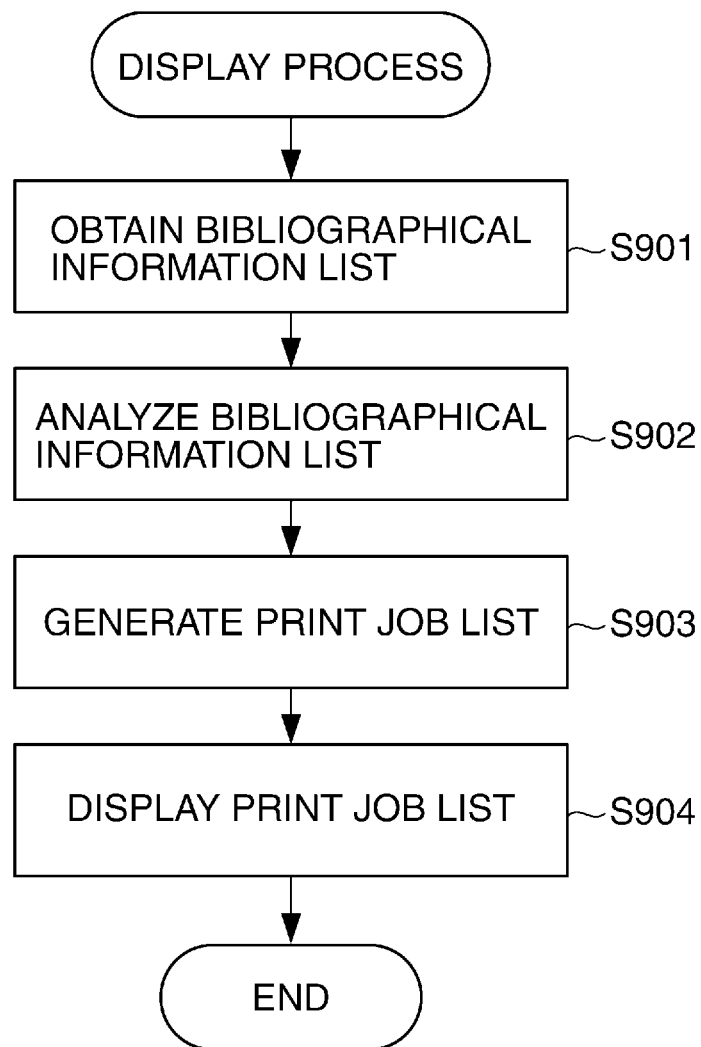 DISPLAY PROCESS
OBTAIN BIBLIOGRAPHICAL
INFORMATION LIST
S901
ANALYZE BIBLIOGRAPHICAL
INFORMATION LIST
S902
GENERATE PRINT JOB LIST
S903
DISPLAY PRINT JOB LIST
S904
END